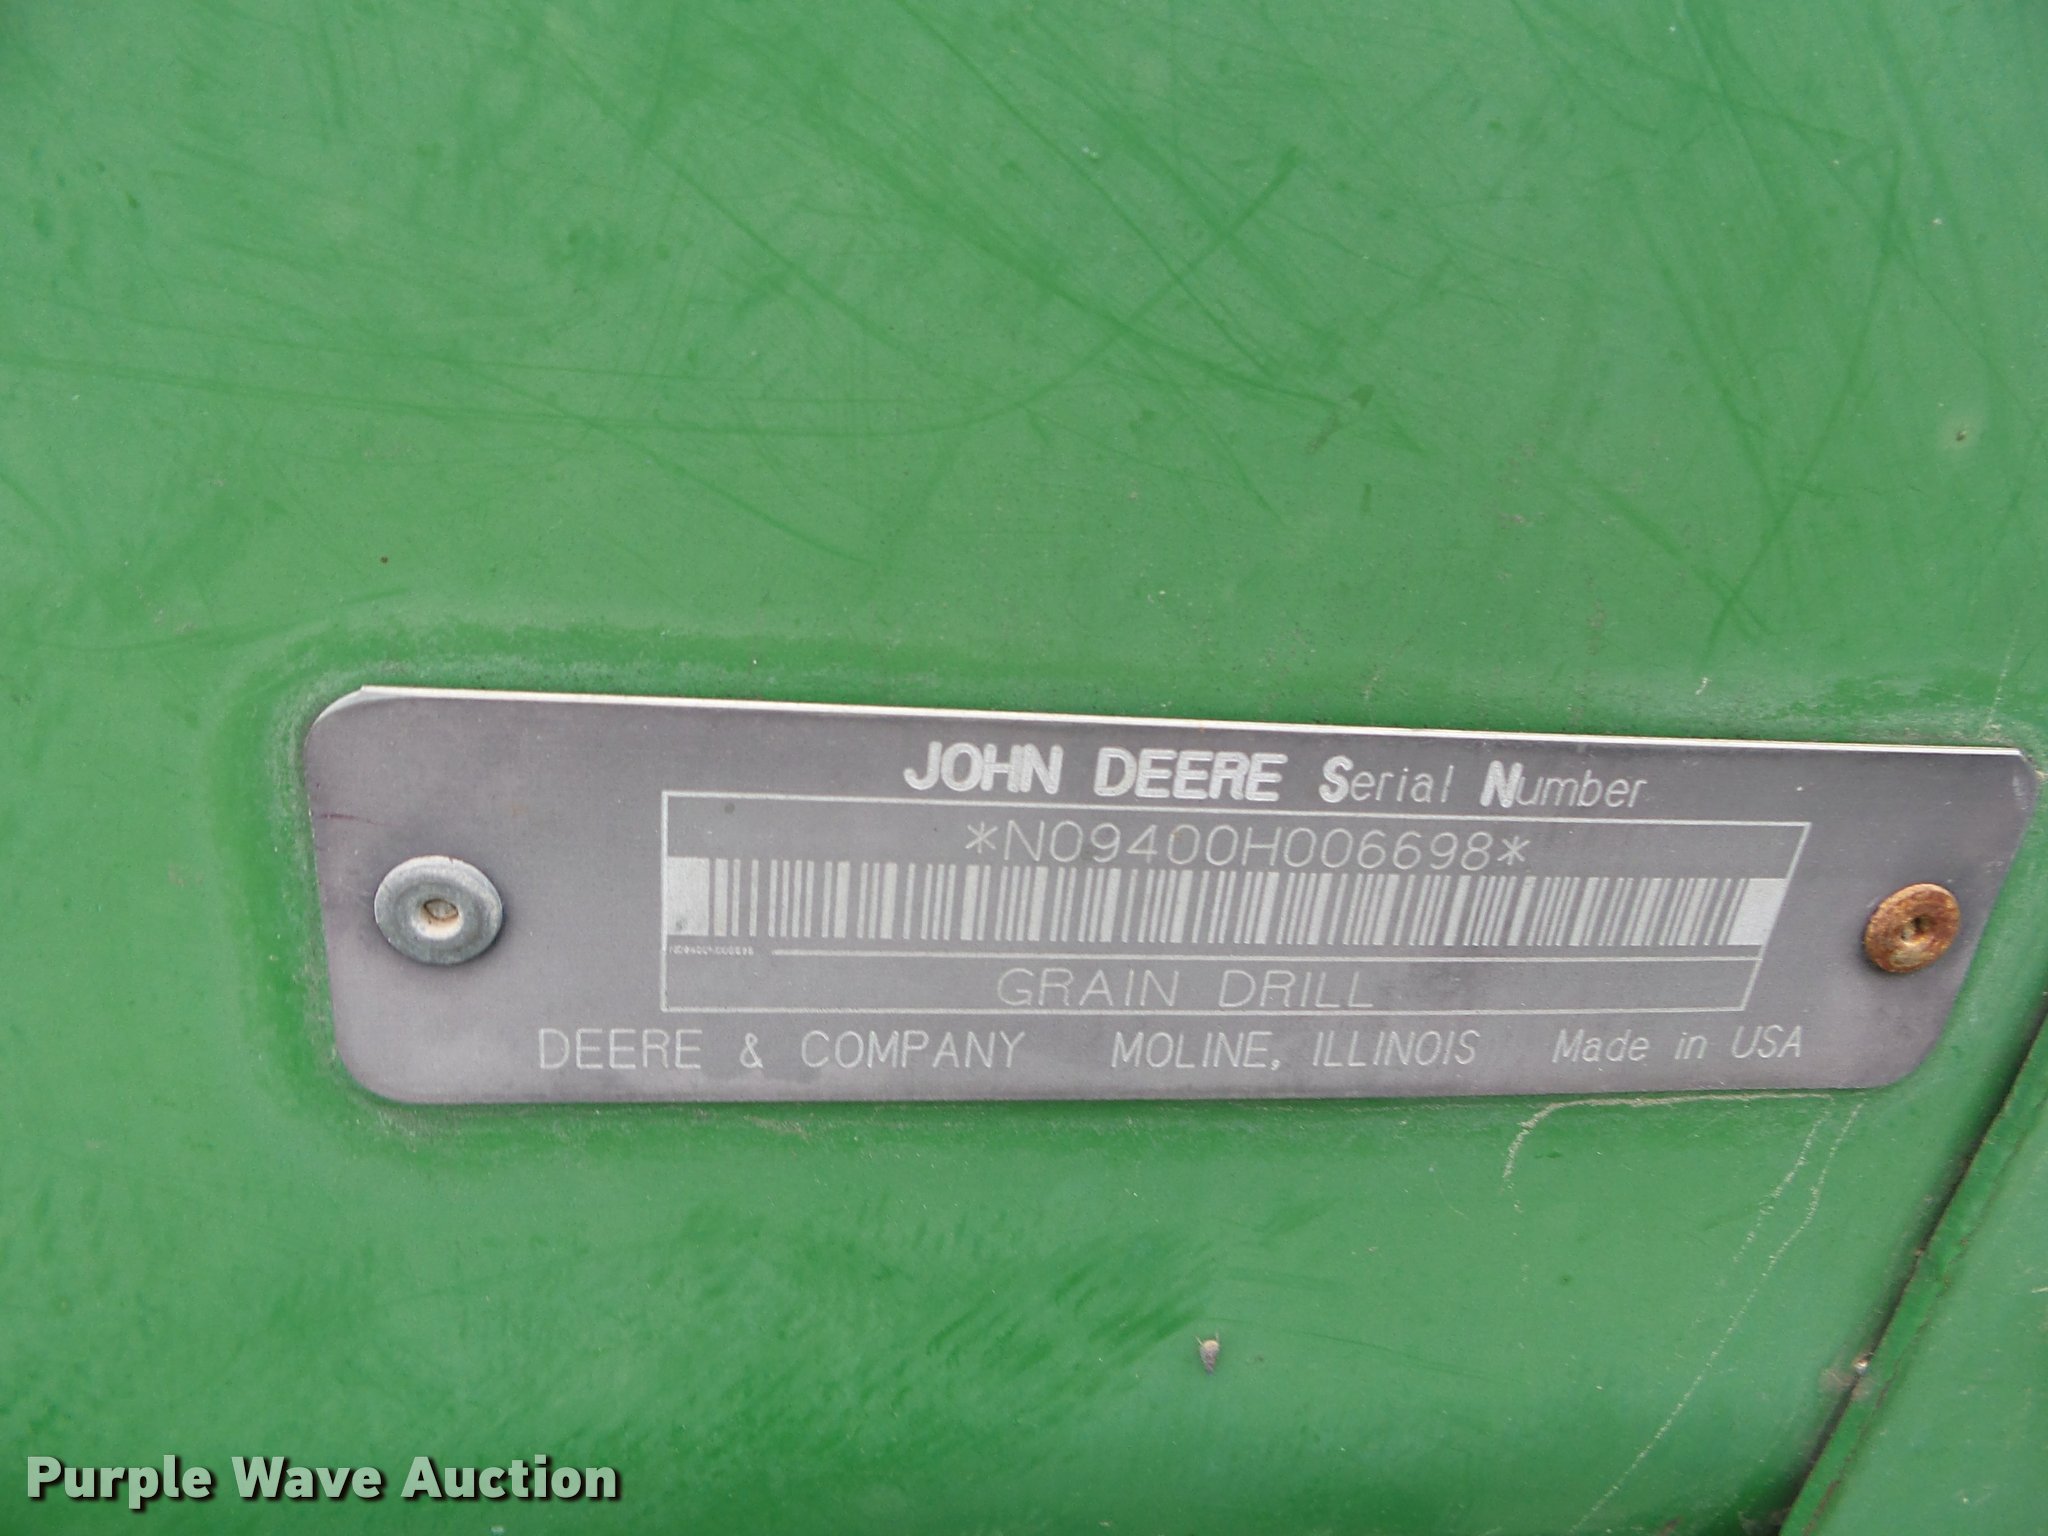 JOHN DEERE Serial Number
*N09400H006698*
GRAIN DRILL
DEERE & COMPANY MOLINE, ILLINOIS Made in USA
Purple Wave Auction